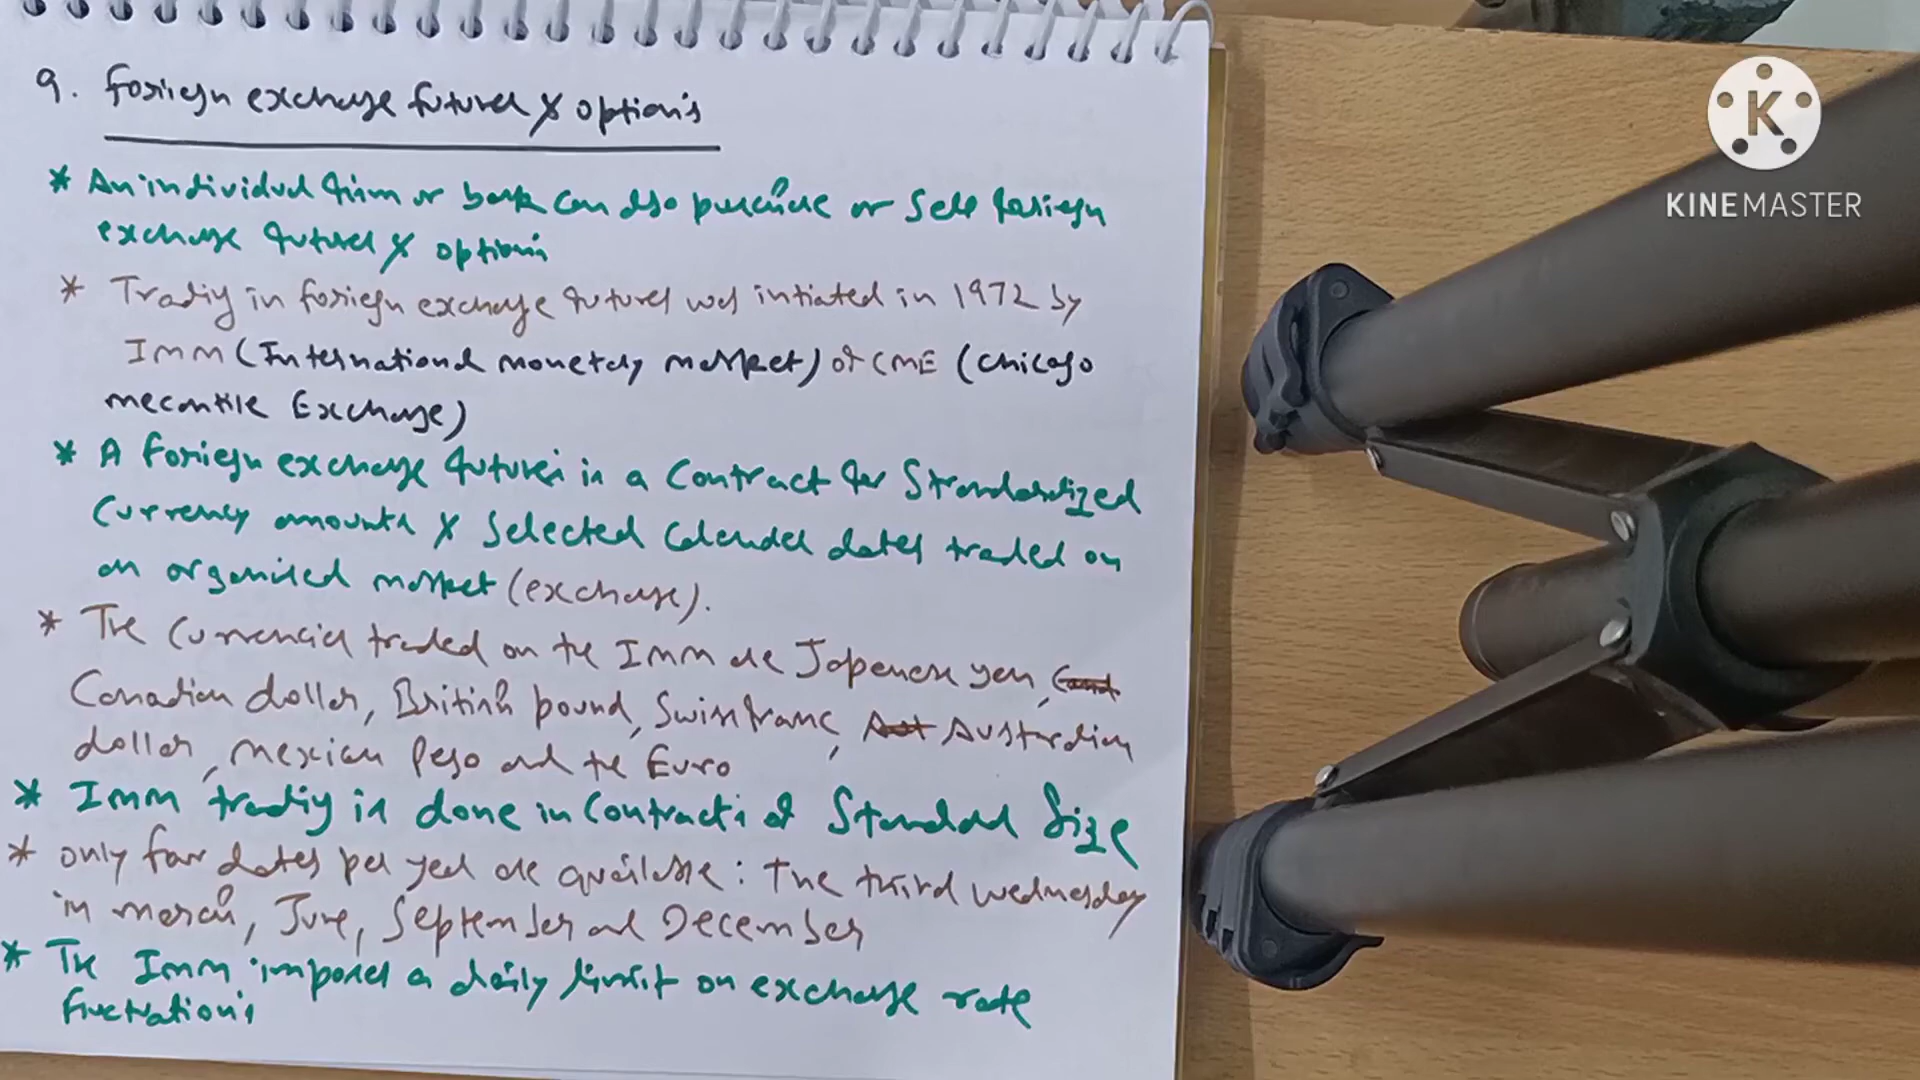 9. foriegn exchange futures & options
* An individual firm or bank can also purchase or sell foriegn
exchange futures & options
* Trading in foriegn exchange futures was intiated in 1972 by
IMM (International monetary market) of CME (chicago
mecantile Exchange)
* A foriegn exchange futures is a contract for Standardized
currency amounts & selected calender dates traded on
an organised market (exchange).
* The currencies traded on the IMM are Japenese yen,
Canadian dollar, British pound, Swiss franc, Australian
dollar, mexican Peso and the Euro
* IMM trading is done in contracts of Standard Size
* only four dates per year are available: The third wednesday
in march, June, September and December
* The IMM imposes a daily limit on exchange rate
fluctuations
K
KINEMASTER